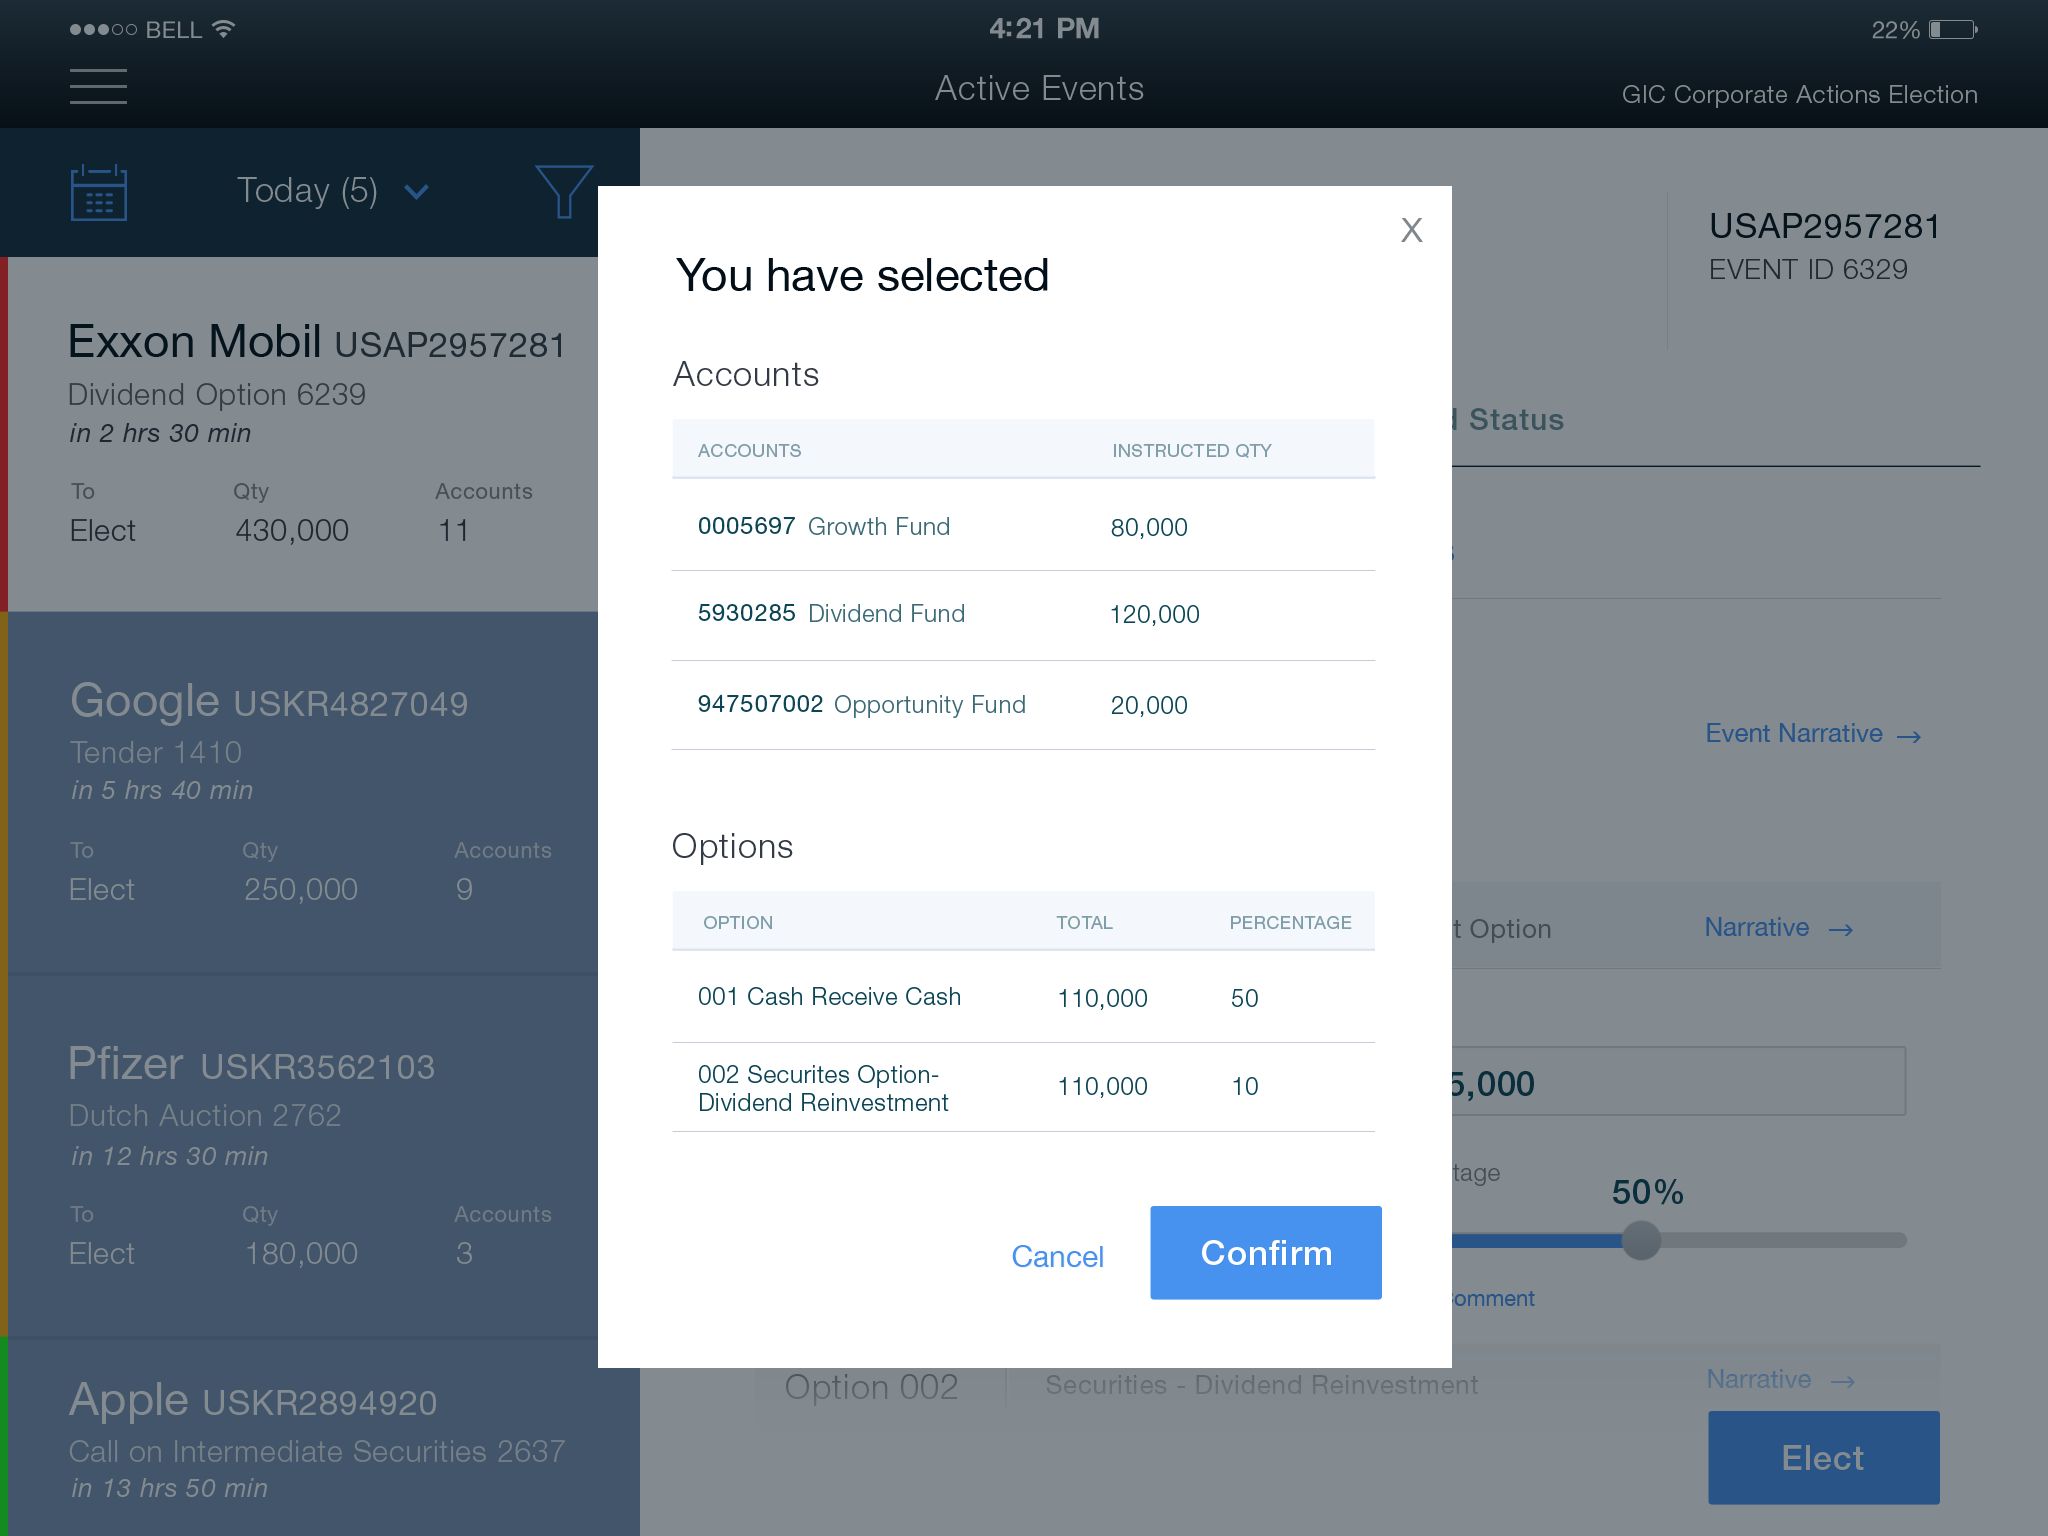 BELL
4:21 PM
22%
Active Events
GIC Corporate Actions Election
Today (5)
Exxon Mobil USAP2957281
Dividend Option 6239
in 2 hrs 30 min
To Qty Accounts
Elect 430,000 11
Google USKR4827049
Tender 1410
in 5 hrs 40 min
To Qty Accounts
Elect 250,000 9
Pfizer USKR3562103
Dutch Auction 2762
in 12 hrs 30 min
To Qty Accounts
Elect 180,000 3
Apple USKR2894920
Call on Intermediate Securities 2637
in 13 hrs 50 min
X
You have selected
Accounts
ACCOUNTS INSTRUCTED QTY
0005697 Growth Fund 80,000
5930285 Dividend Fund 120,000
947507002 Opportunity Fund 20,000
Options
OPTION TOTAL PERCENTAGE
001 Cash Receive Cash 110,000 50
002 Securites Option- 110,000 10
Dividend Reinvestment
Cancel
Confirm
USAP2957281
EVENT ID 6329
Status
Event Narrative →
Option
Narrative →
5,000
50%
Option 002 Securities - Dividend Reinvestment
Narrative →
Elect